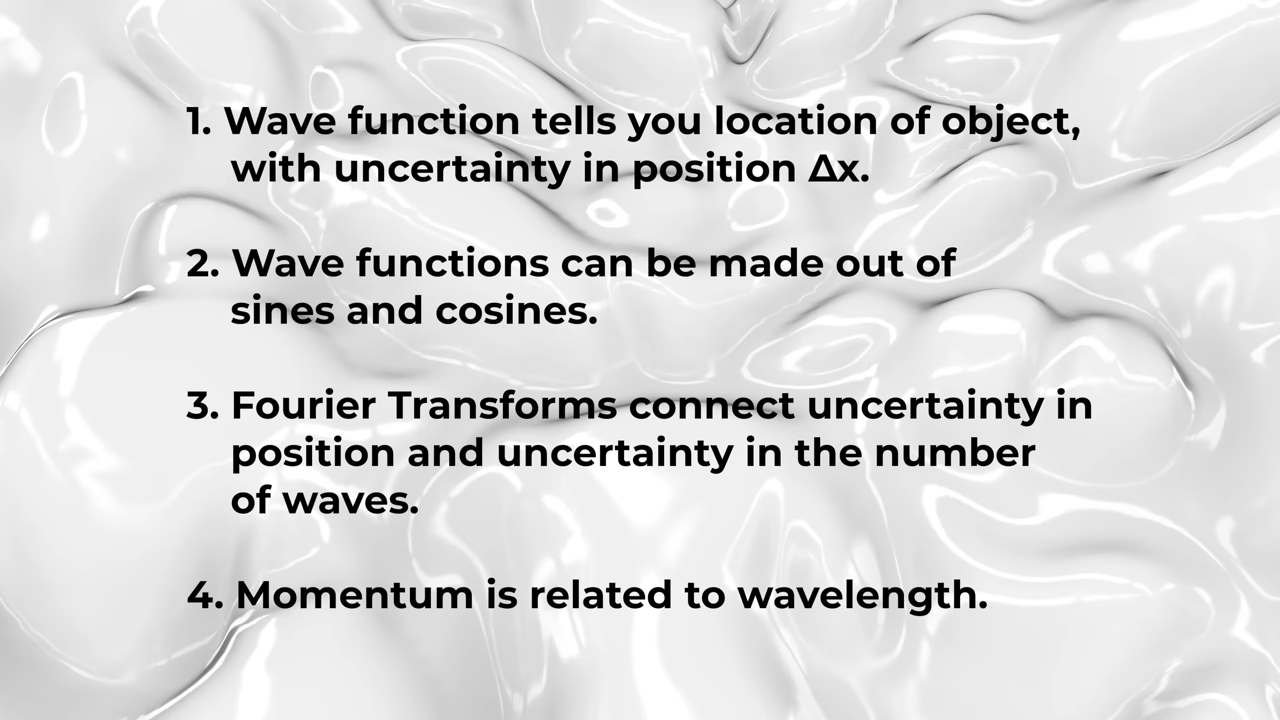 1. Wave function tells you location of object,
with uncertainty in position Δx.
2. Wave functions can be made out of
sines and cosines.
3. Fourier Transforms connect uncertainty in
position and uncertainty in the number
of waves.
4. Momentum is related to wavelength.